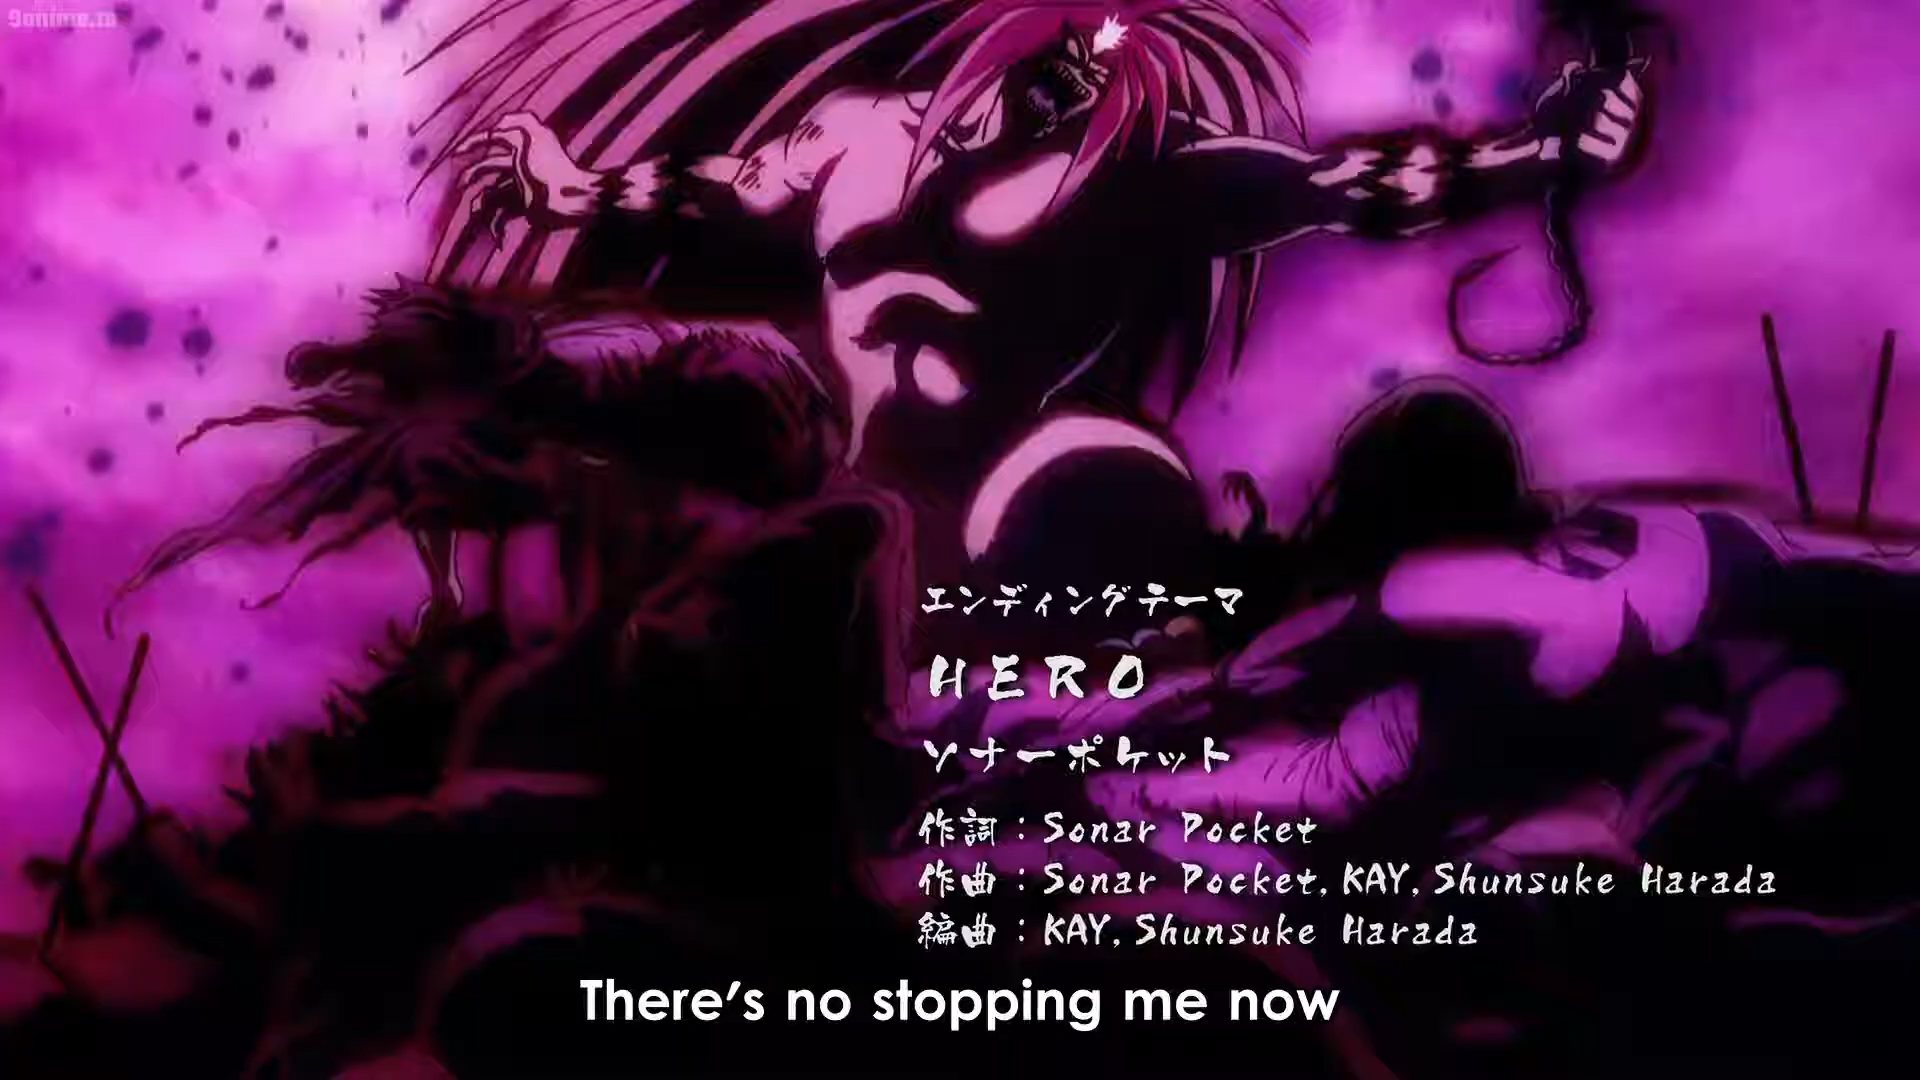 9anime.to
エンディングテーマ
HERO
ソナーポケット
作詞：Sonar Pocket
作曲：Sonar Pocket, KAY, Shunsuke Harada
編曲：KAY, Shunsuke Harada
There's no stopping me now